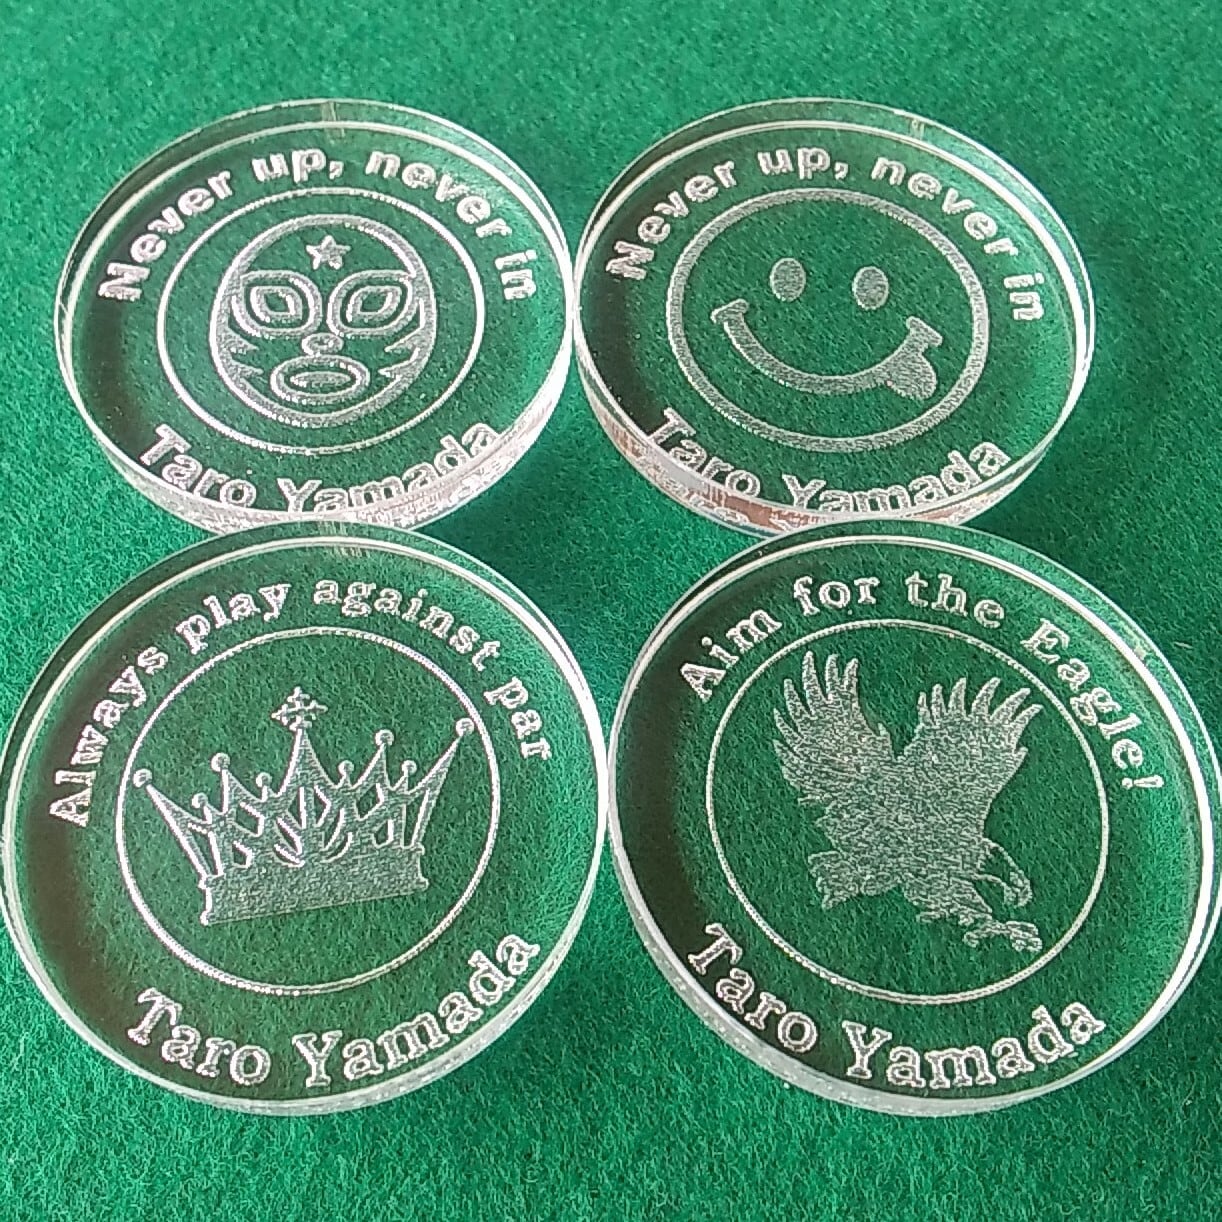 Never up, never in
Taro Yamada
Never up, never in
Taro Yamada
Always play against par
Taro Yamada
Aim for the Eagle!
Taro Yamada